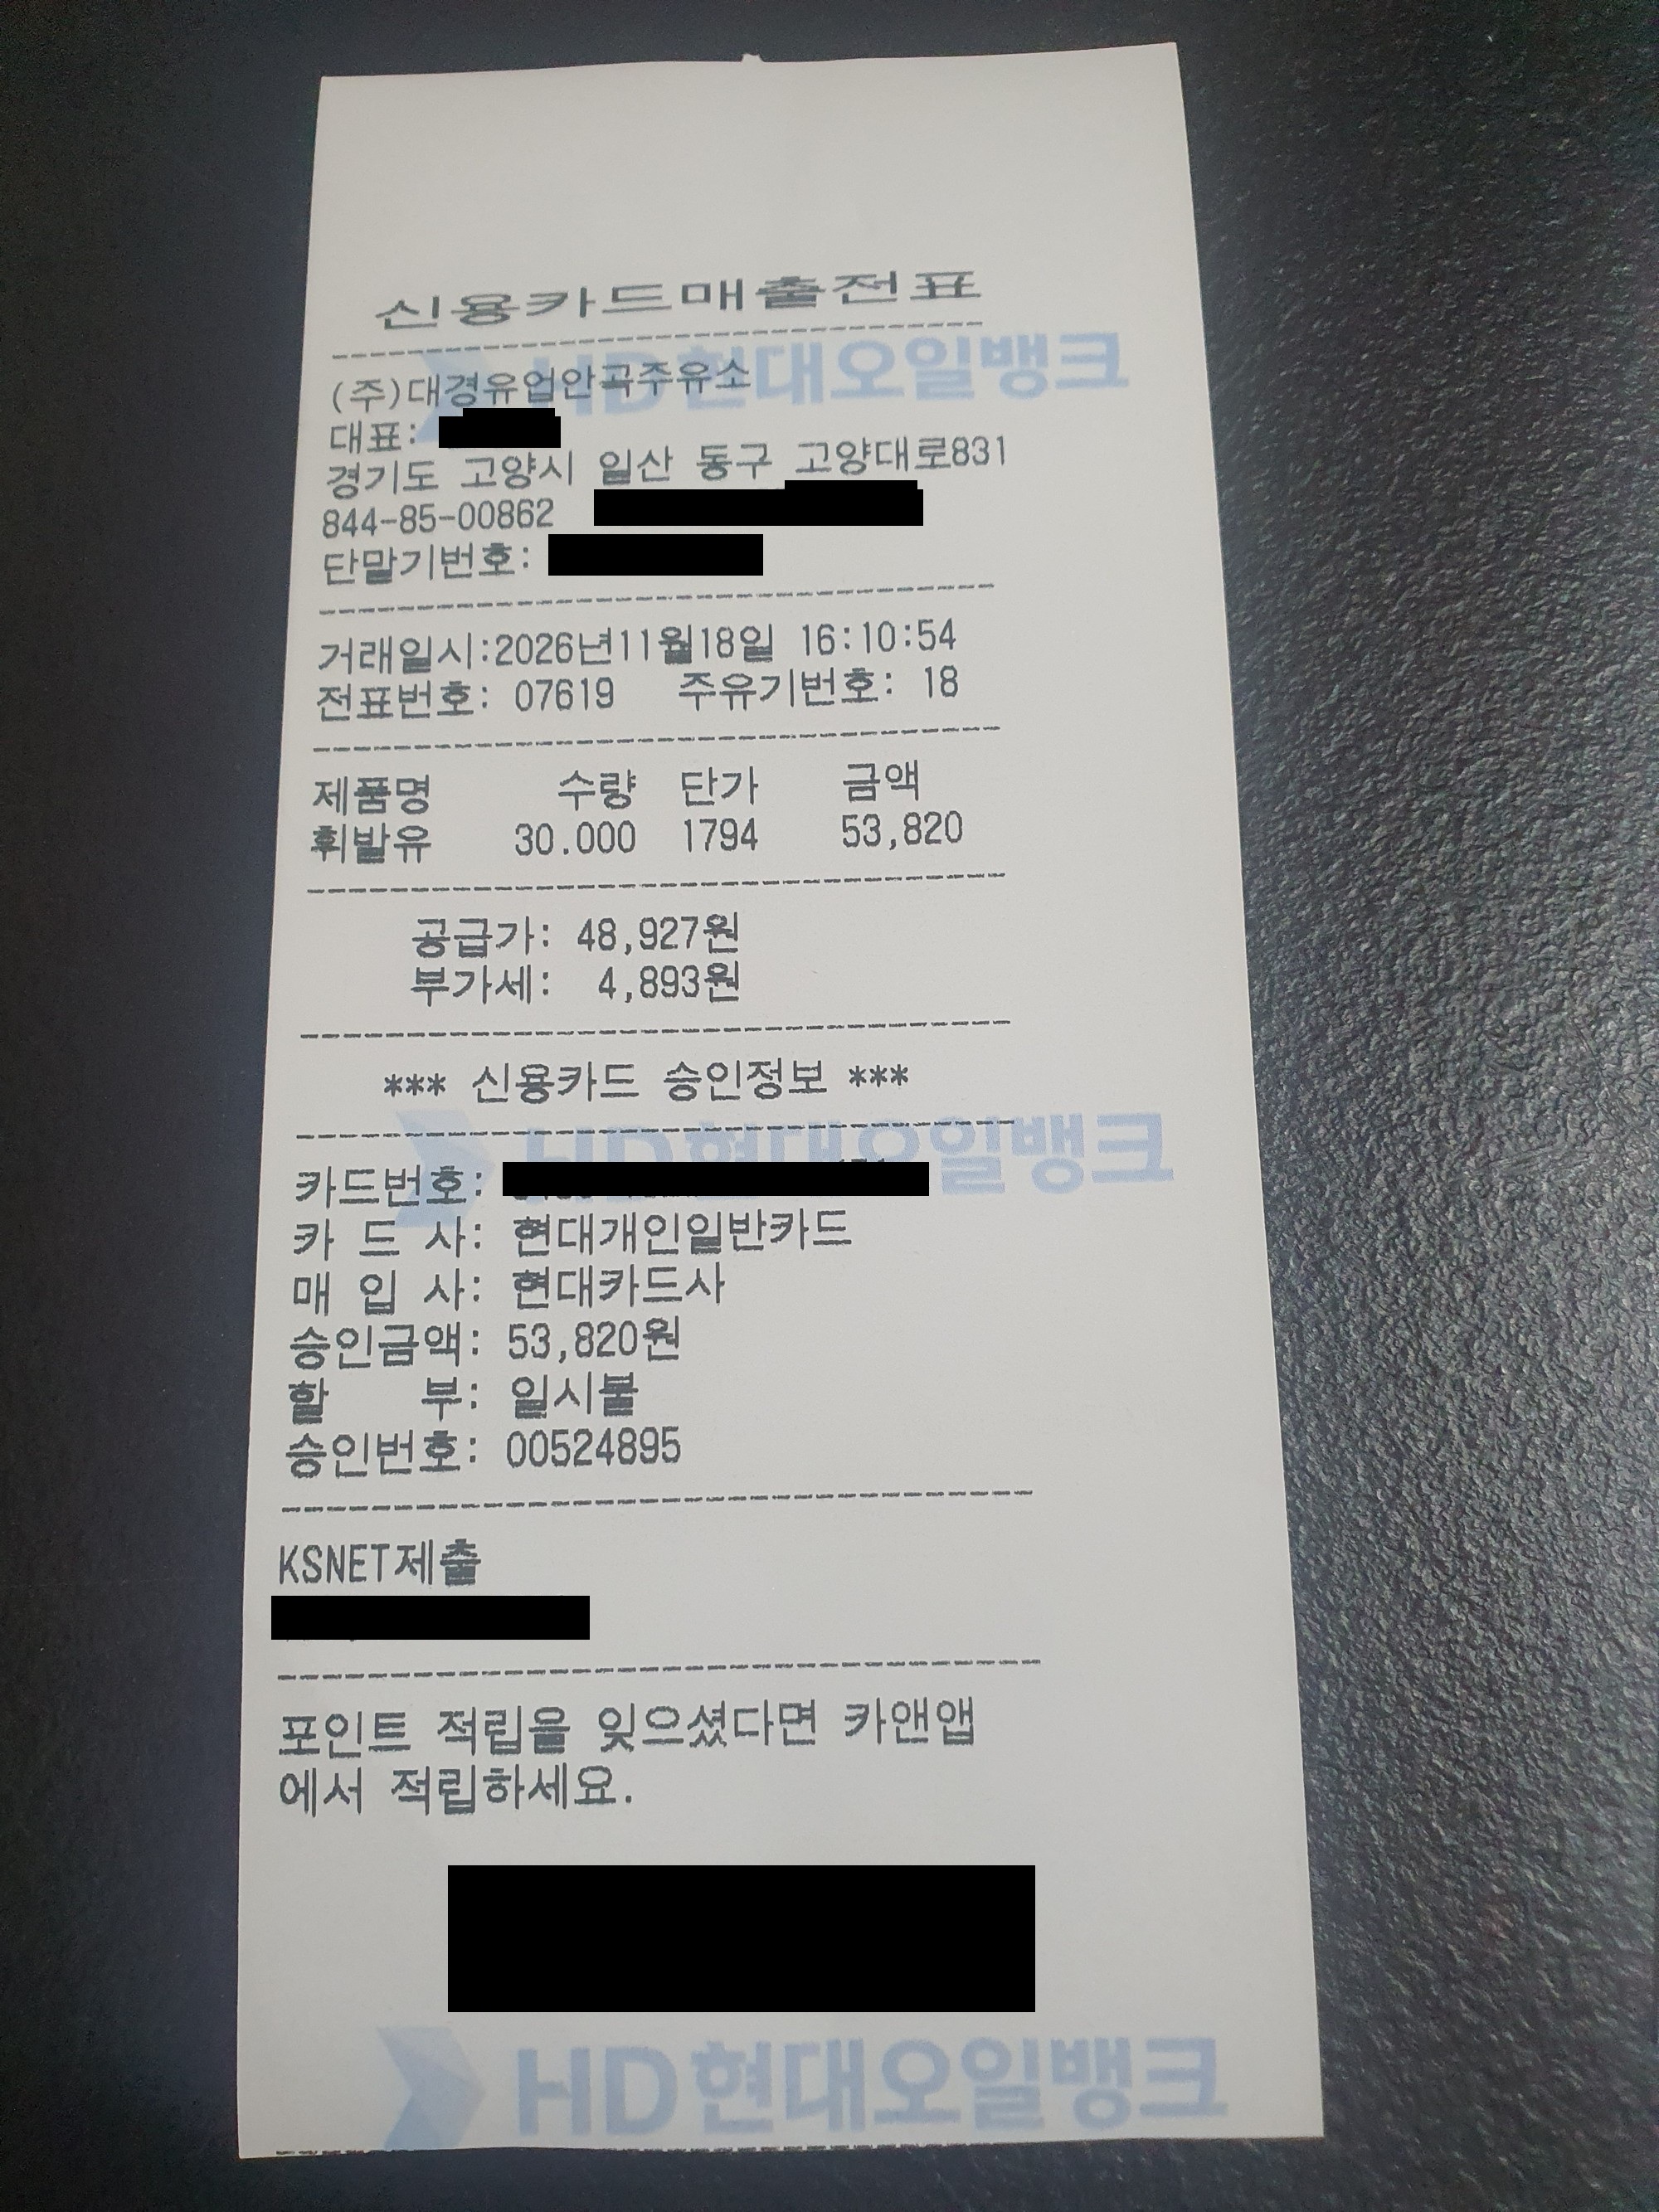 신용카드매출전표
HD현대오일뱅크
(주)대경유업안곡주유소
대표:
경기도 고양시 일산 동구 고양대로831
844-85-00862
단말기번호:
거래일시:2026년11월18일 16:10:54
전표번호: 07619 주유기번호: 18
제품명 수량 단가 금액
휘발유 30.000 1794 53,820
공급가: 48,927원
부가세: 4,893원
*** 신용카드 승인정보 ***
HD현대오일뱅크
카드번호:
카 드 사: 현대개인일반카드
매 입 사: 현대카드사
승인금액: 53,820원
할 부: 일시불
승인번호: 00524895
KSNET제출
포인트 적립을 잊으셨다면 카앤앱
에서 적립하세요.
HD현대오일뱅크